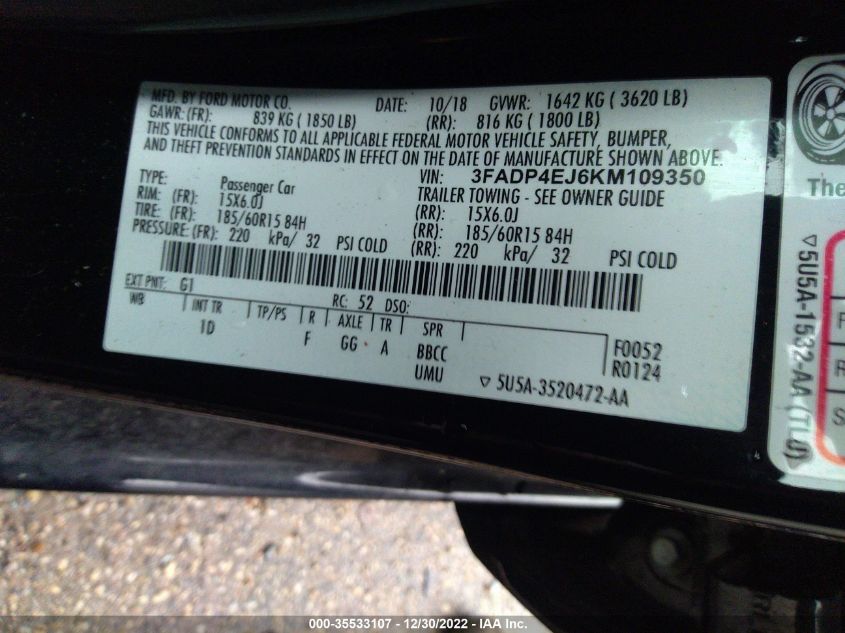 MFD. BY FORD MOTOR CO.
DATE: 10/18 GVWR: 1642 KG ( 3620 LB)
GAWR: (FR): 839 KG ( 1850 LB) (RR): 816 KG ( 1800 LB)
THIS VEHICLE CONFORMS TO ALL APPLICABLE FEDERAL MOTOR VEHICLE SAFETY, BUMPER,
AND THEFT PREVENTION STANDARDS IN EFFECT ON THE DATE OF MANUFACTURE SHOWN ABOVE.
VIN: 3FADP4EJ6KM109350
TYPE: Passenger Car TRAILER TOWING - SEE OWNER GUIDE
RIM: (FR): 15X6.0J (RR): 15X6.0J
TIRE: (FR): 185/60R15 84H (RR): 185/60R15 84H
PRESSURE: (FR): 220 kPa/ 32 PSI COLD (RR): 220 kPa/ 32 PSI COLD
EXT PNT: G1 RC: 52 DSO:
WB INT TR TP/PS R AXLE TR SPR
1D F GG A BBCC
UMU
F0052
R0124
▽ 5U5A-3520472-AA
The
▽5U5A-1532-AA (TLU)▽
F
R
S
000-35533107 - 12/30/2022 - IAA Inc.